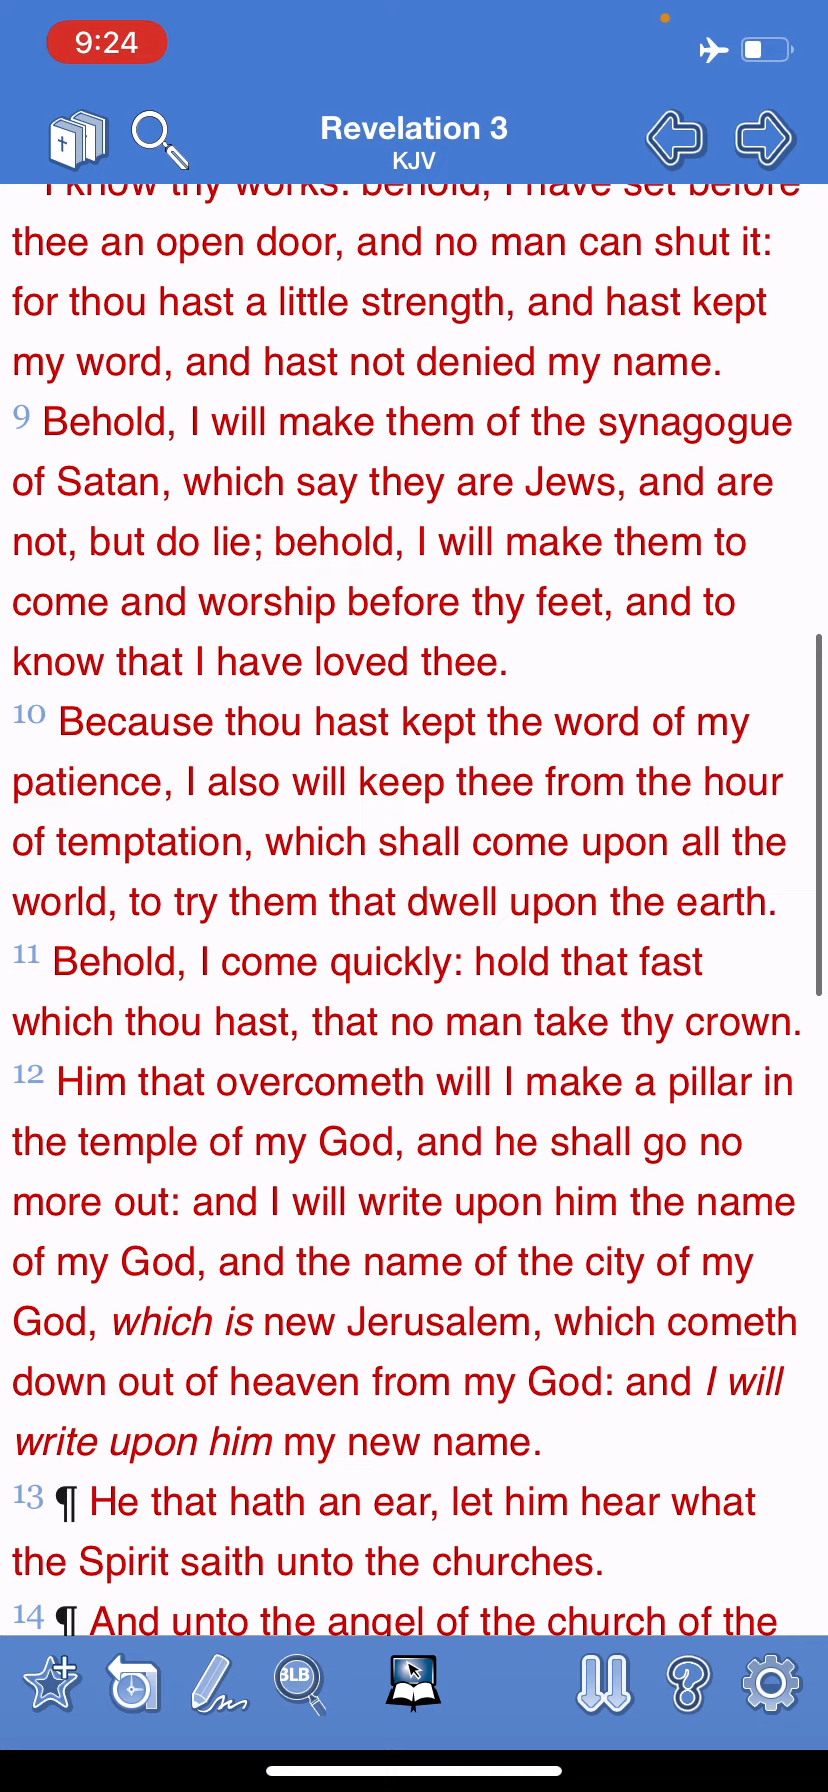 9:24
Revelation 3
KJV
I know thy works: behold, I have set before
thee an open door, and no man can shut it:
for thou hast a little strength, and hast kept
my word, and hast not denied my name.
9 Behold, I will make them of the synagogue
of Satan, which say they are Jews, and are
not, but do lie; behold, I will make them to
come and worship before thy feet, and to
know that I have loved thee.
10 Because thou hast kept the word of my
patience, I also will keep thee from the hour
of temptation, which shall come upon all the
world, to try them that dwell upon the earth.
11 Behold, I come quickly: hold that fast
which thou hast, that no man take thy crown.
12 Him that overcometh will I make a pillar in
the temple of my God, and he shall go no
more out: and I will write upon him the name
of my God, and the name of the city of my
God, which is new Jerusalem, which cometh
down out of heaven from my God: and I will
write upon him my new name.
13 ¶ He that hath an ear, let him hear what
the Spirit saith unto the churches.
14 ¶ And unto the angel of the church of the
BLB